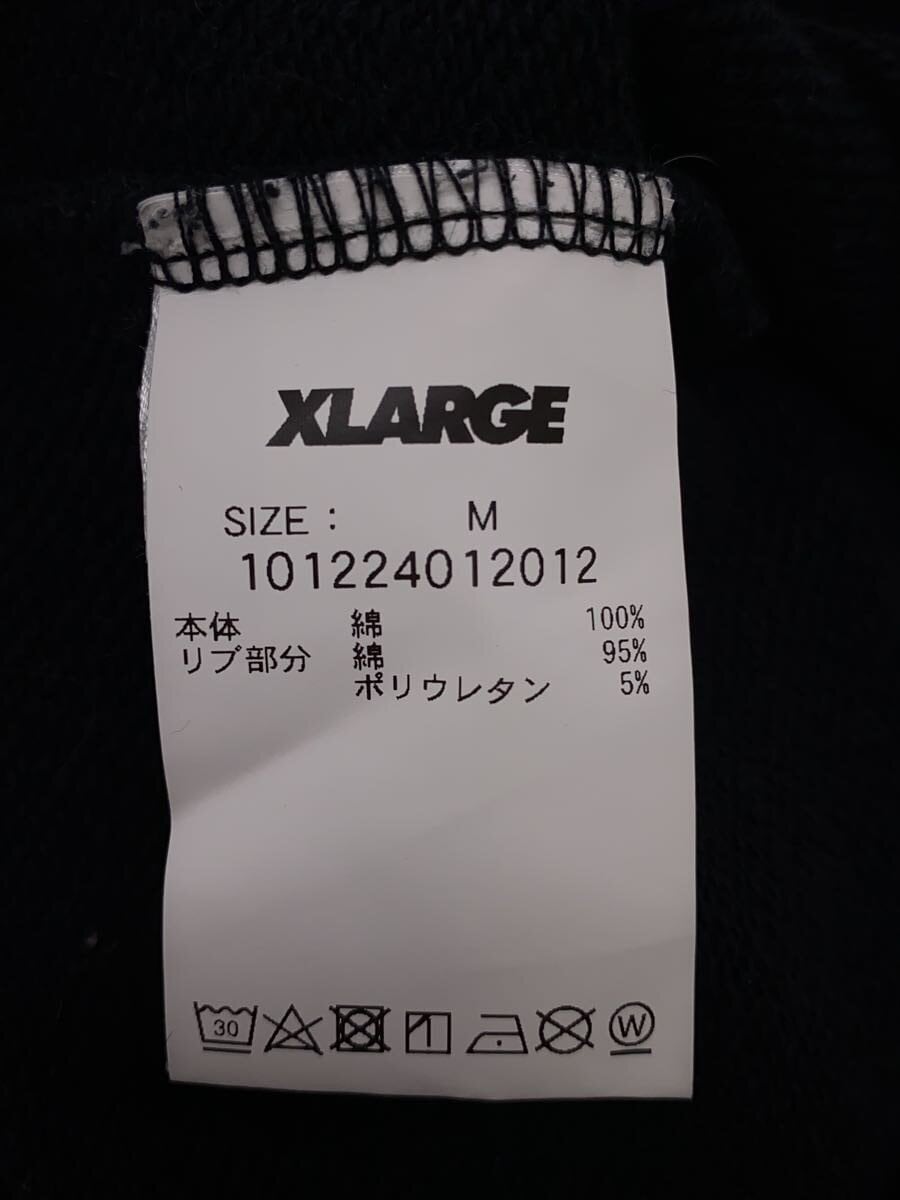 XLARGE
SIZE : M
101224012012
本体 綿 100%
リブ部分 綿 95%
ポリウレタン 5%
30 W